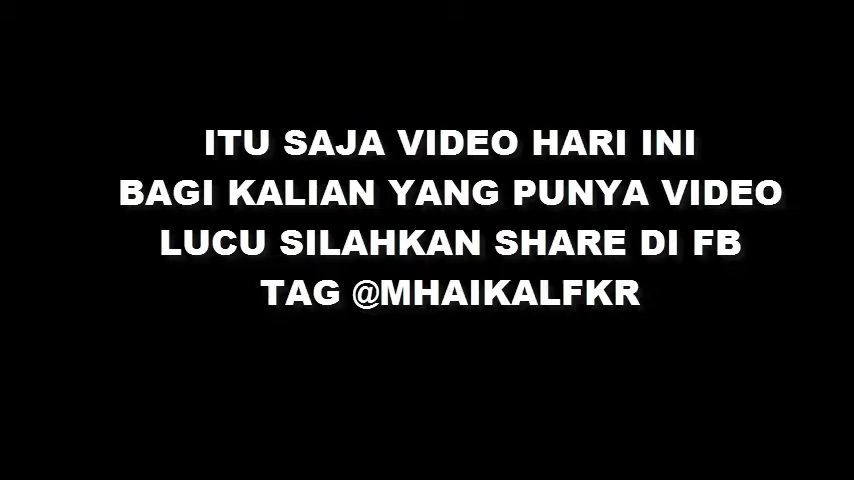 ITU SAJA VIDEO HARI INI
BAGI KALIAN YANG PUNYA VIDEO
LUCU SILAHKAN SHARE DI FB
TAG @MHAIKALFKR